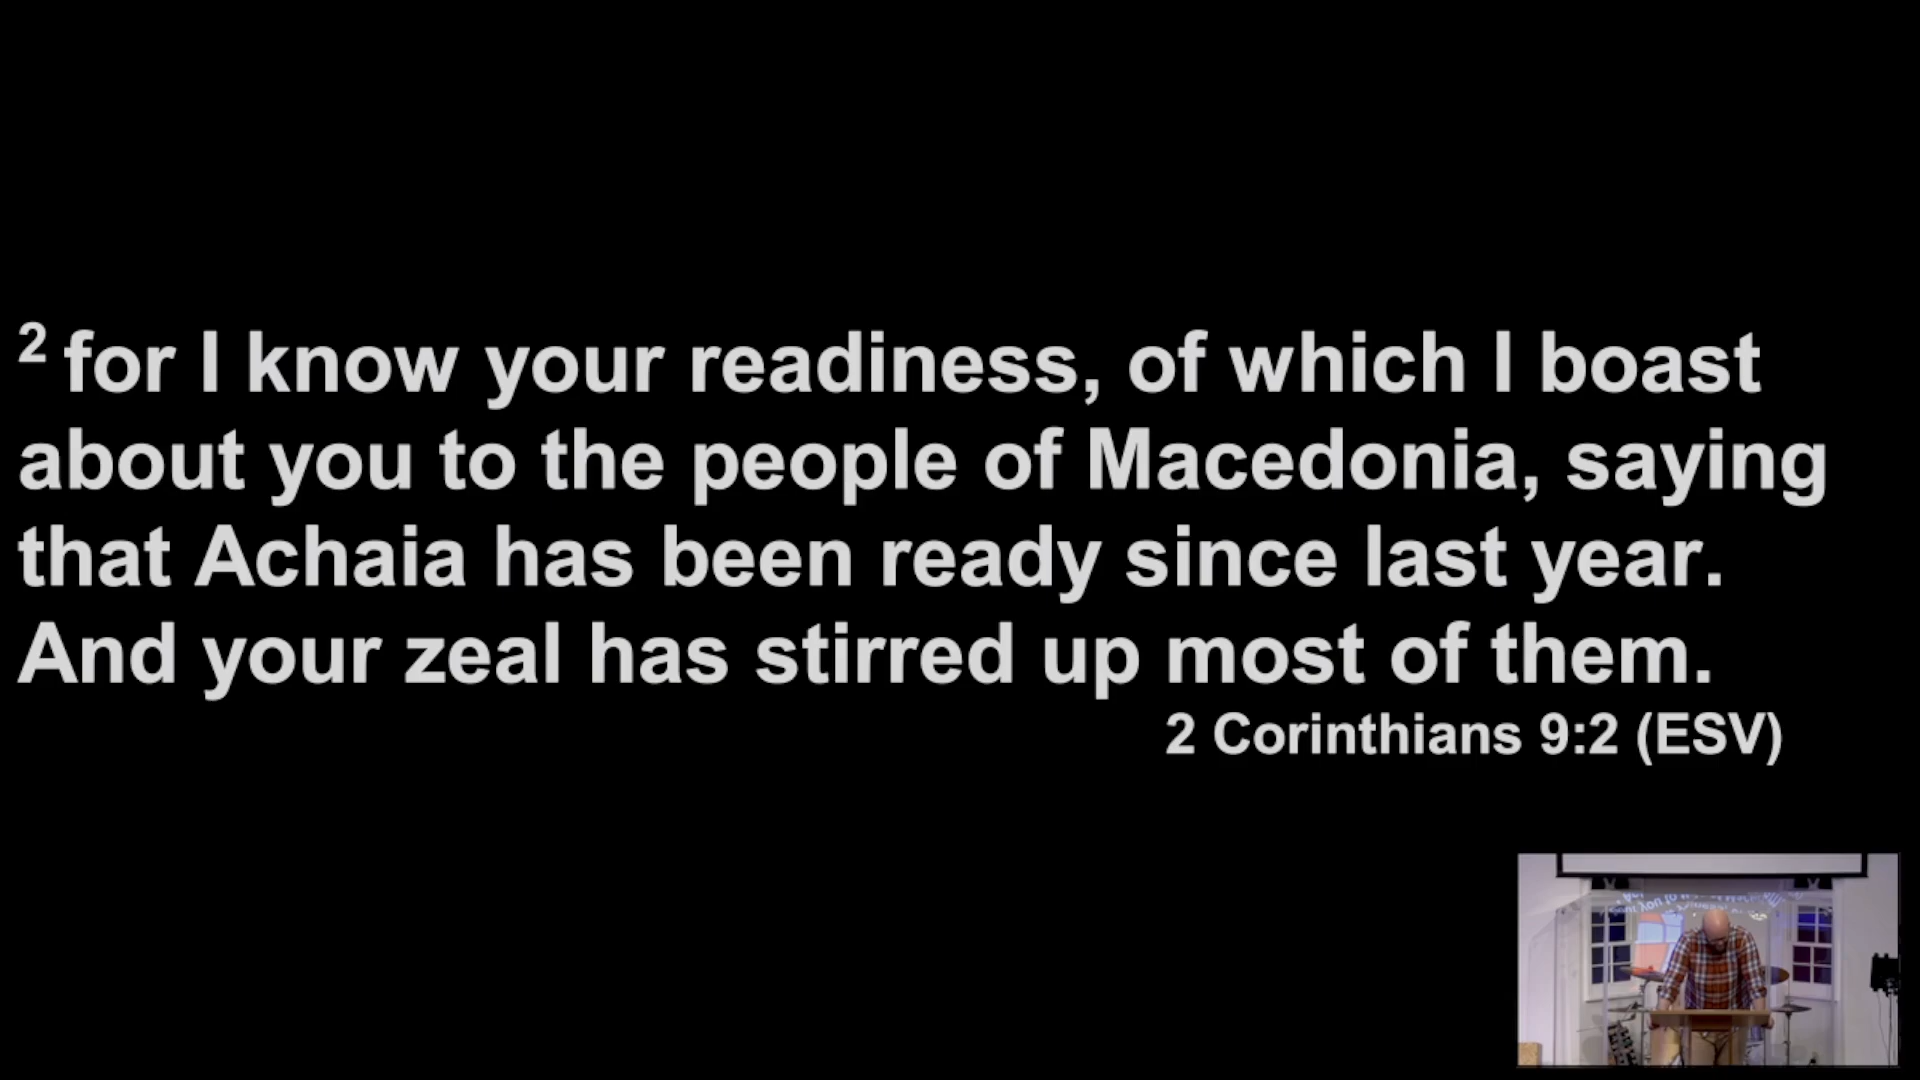 2 for I know your readiness, of which I boast
about you to the people of Macedonia, saying
that Achaia has been ready since last year.
And your zeal has stirred up most of them.
2 Corinthians 9:2 (ESV)